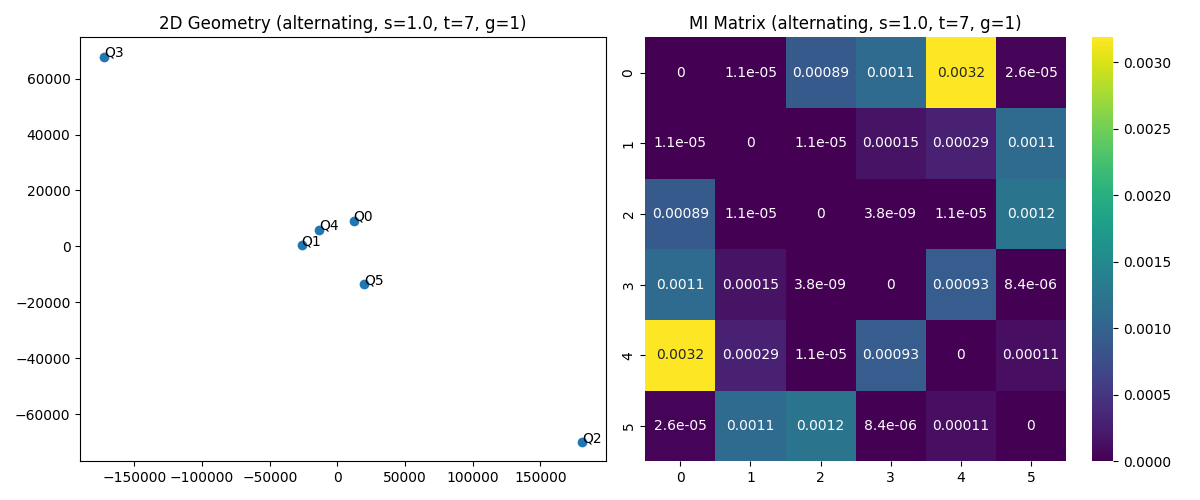 2D Geometry (alternating, s=1.0, t=7, g=1)
60000
40000
20000
0
−20000
−40000
−60000
−150000 −100000 −50000 0 50000 100000 150000
Q3
Q0
Q4
Q1
Q5
Q2
MI Matrix (alternating, s=1.0, t=7, g=1)
0 0 1.1e-05 0.00089 0.0011 0.0032 2.6e-05
1 1.1e-05 0 1.1e-05 0.00015 0.00029 0.0011
2 0.00089 1.1e-05 0 3.8e-09 1.1e-05 0.0012
3 0.0011 0.00015 3.8e-09 0 0.00093 8.4e-06
4 0.0032 0.00029 1.1e-05 0.00093 0 0.00011
5 2.6e-05 0.0011 0.0012 8.4e-06 0.00011 0
0 1 2 3 4 5
0.0030
0.0025
0.0020
0.0015
0.0010
0.0005
0.0000